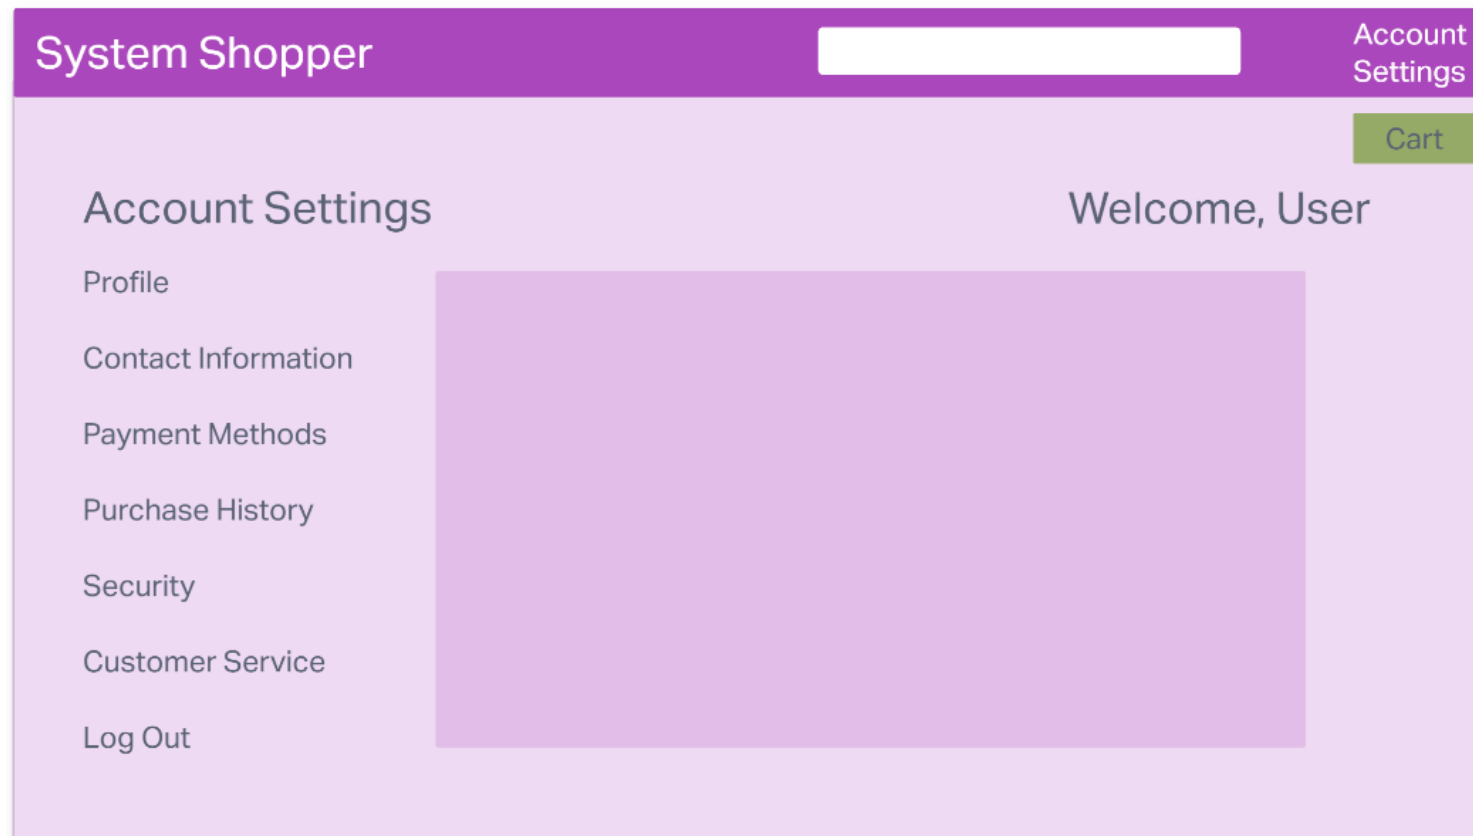 System Shopper
Account
Settings
Cart
Account Settings
Welcome, User
Profile
Contact Information
Payment Methods
Purchase History
Security
Customer Service
Log Out